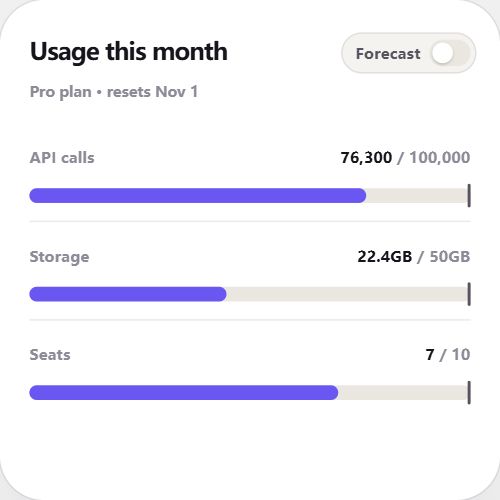 Usage this month
Forecast
Pro plan • resets Nov 1
API calls
76,300 / 100,000
Storage
22.4GB / 50GB
Seats
7 / 10